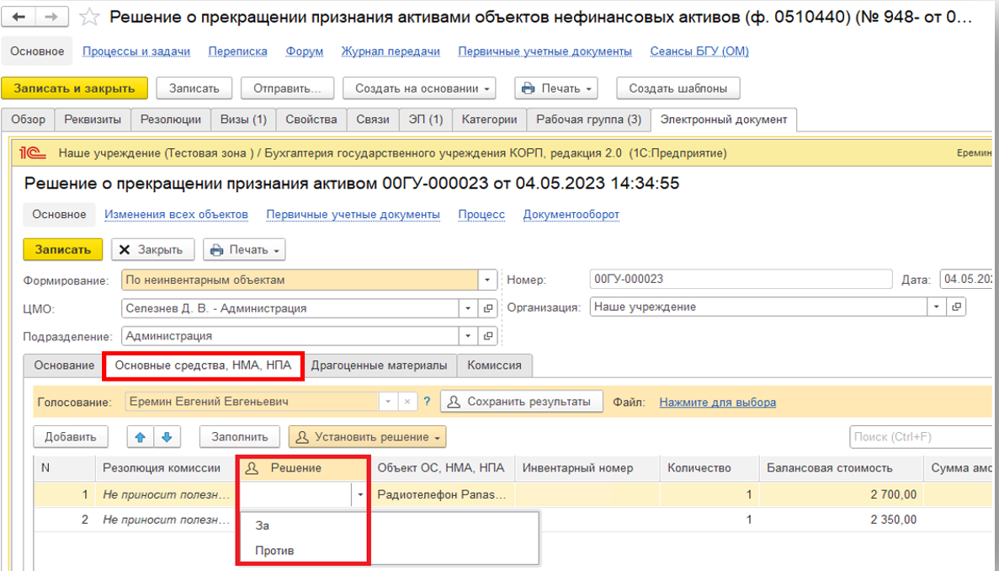 Решение о прекращении признания активами объектов нефинансовых активов (ф. 0510440) (№ 948- от 0...
Основное Процессы и задачи Переписка Форум Журнал передачи Первичные учетные документы Сеансы БГУ (ОМ)
Записать и закрыть Записать Отправить... Создать на основании Печать Создать шаблоны
Обзор Реквизиты Резолюции Визы (1) Свойства Связи ЭП (1) Категории Рабочая группа (3) Электронный документ
1С Наше учреждение (Тестовая зона ) / Бухгалтерия государственного учреждения КОРП, редакция 2.0 (1С:Предприятие) Еремин
Решение о прекращении признания активом 00ГУ-000023 от 04.05.2023 14:34:55
Основное Изменения всех объектов Первичные учетные документы Процесс Документооборот
Записать Закрыть Печать
Формирование: По неинвентарным объектам Номер: 00ГУ-000023 Дата: 04.05.202
ЦМО: Селезнев Д. В. - Администрация Организация: Наше учреждение
Подразделение: Администрация
Основание Основные средства, НМА, НПА Драгоценные материалы Комиссия
Голосование: Еремин Евгений Евгеньевич ? Сохранить результаты Файл: Нажмите для выбора
Добавить Заполнить Установить решение Поиск (Ctrl+F)
N Резолюция комиссии Решение Объект ОС, НМА, НПА Инвентарный номер Количество Балансовая стоимость Сумма амо
1 Не приносит полезн... Радиотелефон Panas... 1 2 700,00
2 Не приносит полезн... 1 2 350,00
За
Против